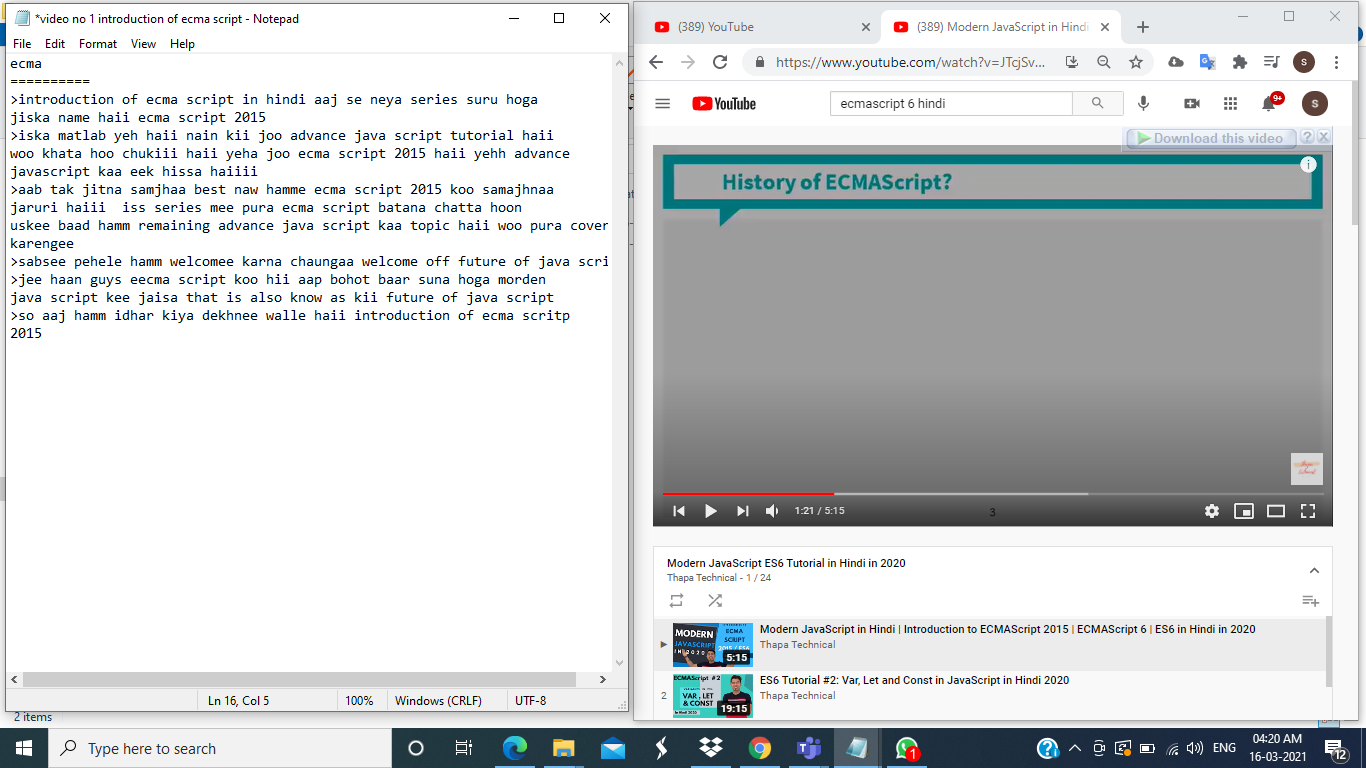 *video no 1 introduction of ecma script - Notepad
File Edit Format View Help
ecma
==========
>introduction of ecma script in hindi aaj se neya series suru hoga
jiska name haii ecma script 2015
>iska matlab yeh haii nain kii joo advance java script tutorial haii
woo khata hoo chukiii haii yeha joo ecma script 2015 haii yehh advance
javascript kaa eek hissa haiiii
>aab tak jitna samjhaa best naw hamme ecma script 2015 koo samajhnaa
jaruri haiii  iss series mee pura ecma script batana chatta hoon
uskee baad hamm remaining advance java script kaa topic haii woo pura cover
karengee
>sabsee pehele hamm welcomee karna chaungaa welcome off future of java scri
>jee haan guys eecma script koo hii aap bohot baar suna hoga morden
java script kee jaisa that is also know as kii future of java script
>so aaj hamm idhar kiya dekhnee walle haii introduction of ecma scritp
2015
Ln 16, Col 5 100% Windows (CRLF) UTF-8
2 items
(389) YouTube
(389) Modern JavaScript in Hindi
https://www.youtube.com/watch?v=JTcjSv...
S
YouTube
ecmascript 6 hindi
9+
S
Download this video ? X
History of ECMAScript?
i
1:21 / 5:15
3
Modern JavaScript ES6 Tutorial in Hindi in 2020
Thapa Technical - 1 / 24
MODERN
JAVASCRIPT
ECMA
SCRIPT
5:15
Modern JavaScript in Hindi | Introduction to ECMAScript 2015 | ECMAScript 6 | ES6 in Hindi in 2020
Thapa Technical
2
ECMAScript #2
VAR, LET
& CONST
19:15
ES6 Tutorial #2: Var, Let and Const in JavaScript in Hindi 2020
Thapa Technical
Type here to search
1
ENG
04:20 AM
16-03-2021
12